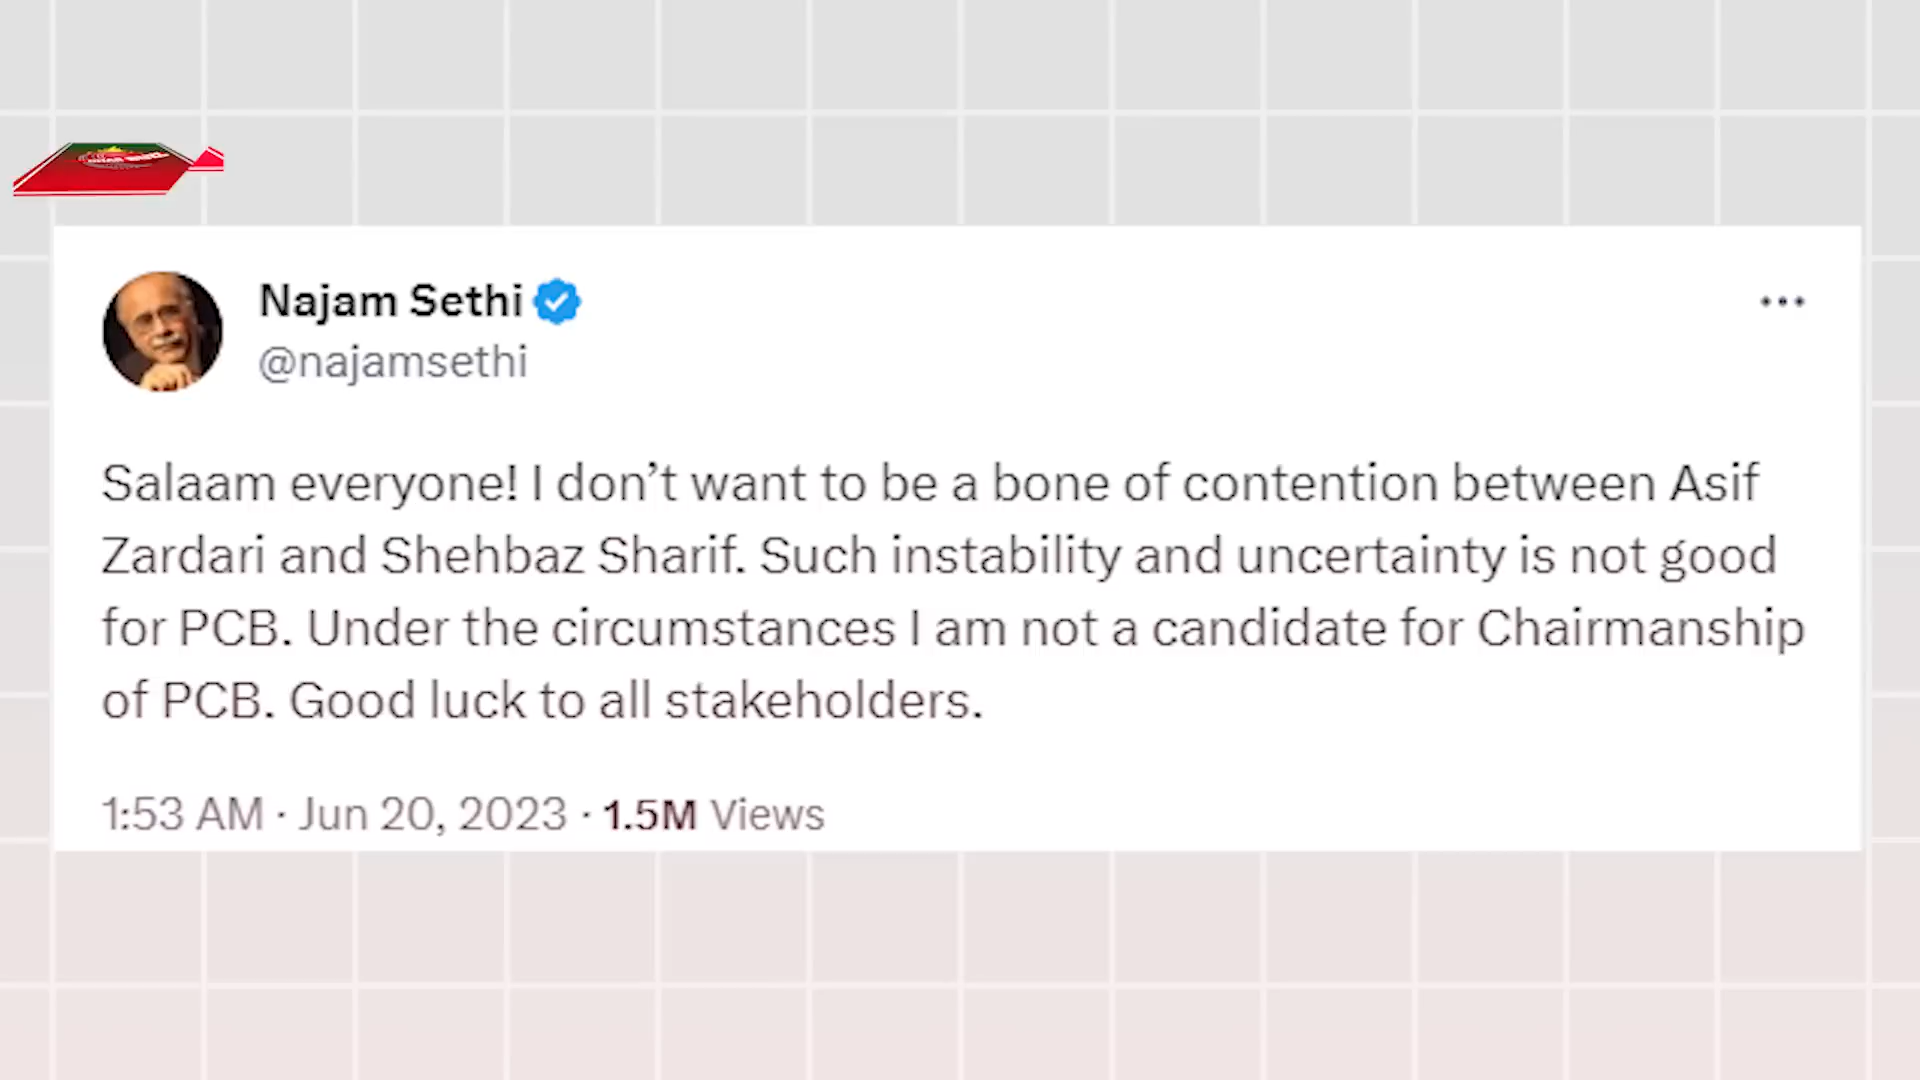 Najam Sethi
@najamsethi
Salaam everyone! I don’t want to be a bone of contention between Asif
Zardari and Shehbaz Sharif. Such instability and uncertainty is not good
for PCB. Under the circumstances I am not a candidate for Chairmanship
of PCB. Good luck to all stakeholders.
1:53 AM · Jun 20, 2023 · 1.5M Views